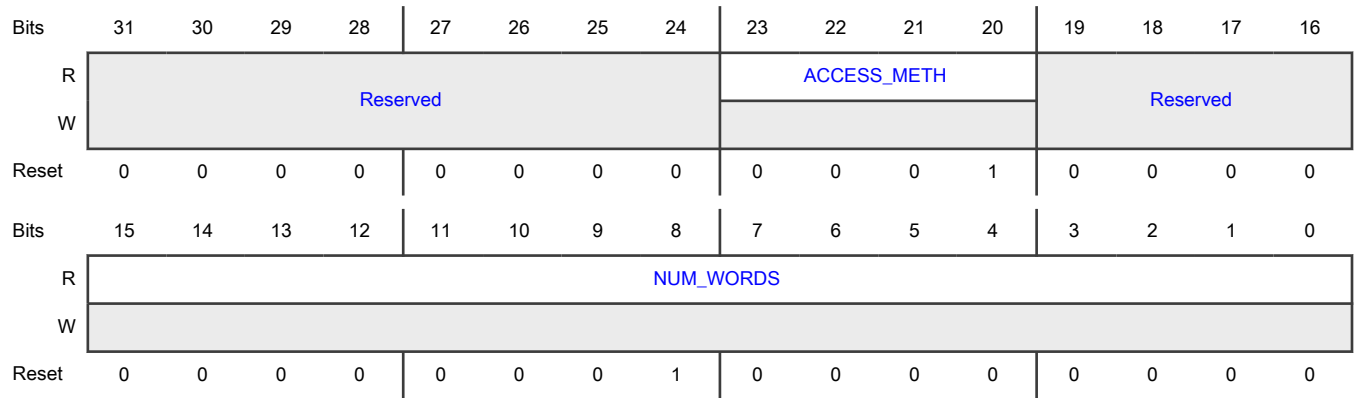 Bits 31 30 29 28 27 26 25 24 23 22 21 20 19 18 17 16
R ACCESS_METH
Reserved Reserved
W
Reset 0 0 0 0 0 0 0 0 0 0 0 1 0 0 0 0
Bits 15 14 13 12 11 10 9 8 7 6 5 4 3 2 1 0
R NUM_WORDS
W
Reset 0 0 0 0 0 0 0 1 0 0 0 0 0 0 0 0